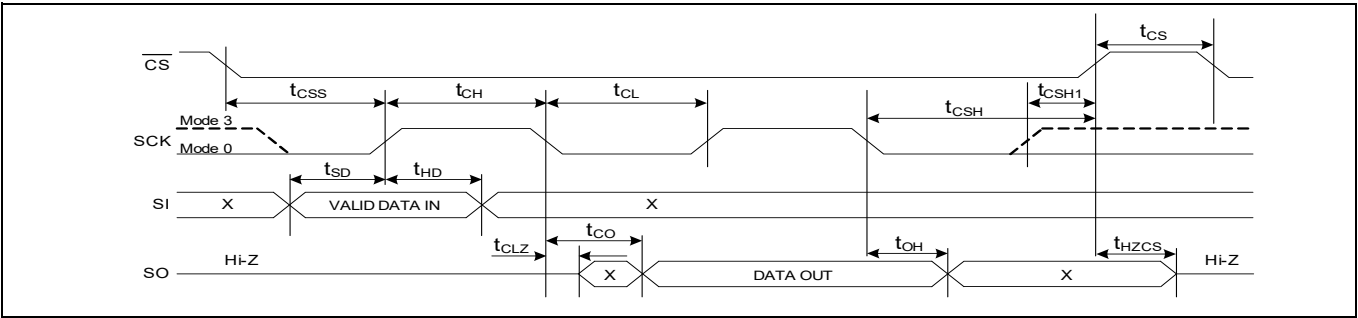 tCS
CS
tCSS
tCH
tCL
tCSH
tCSH1
Mode 3
SCK
Mode 0
tSD
tHD
SI
X
VALID DATA IN
X
tCLZ
tCO
tOH
tHZCS
SO
Hi-Z
X
DATA OUT
X
Hi-Z